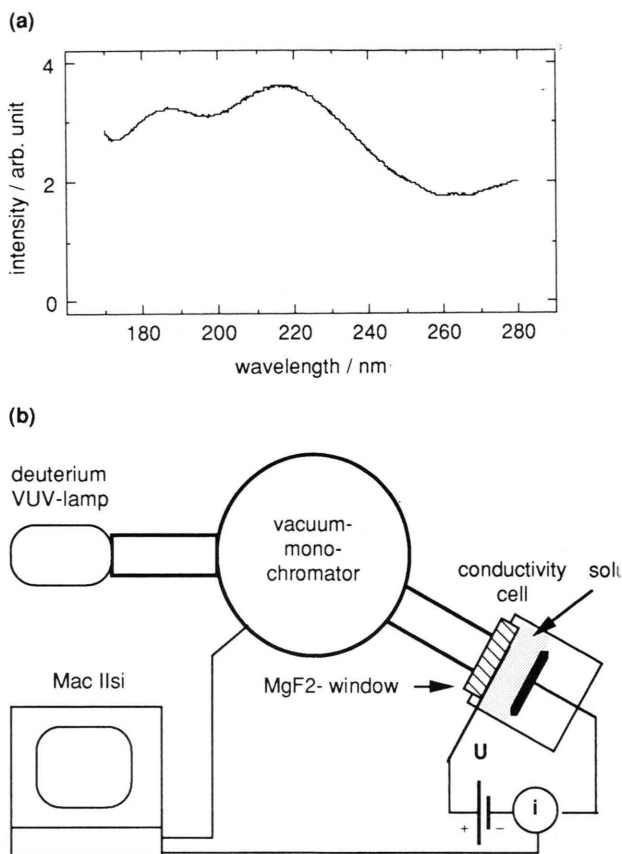 (a)
intensity / arb. unit
4
2
0
180 200 220 240 260 280
wavelength / nm
(b)
deuterium
VUV-lamp
vacuum-
mono-
chromator
conductivity
cell
Mac IIsi
MgF2- window
U
+ −
i